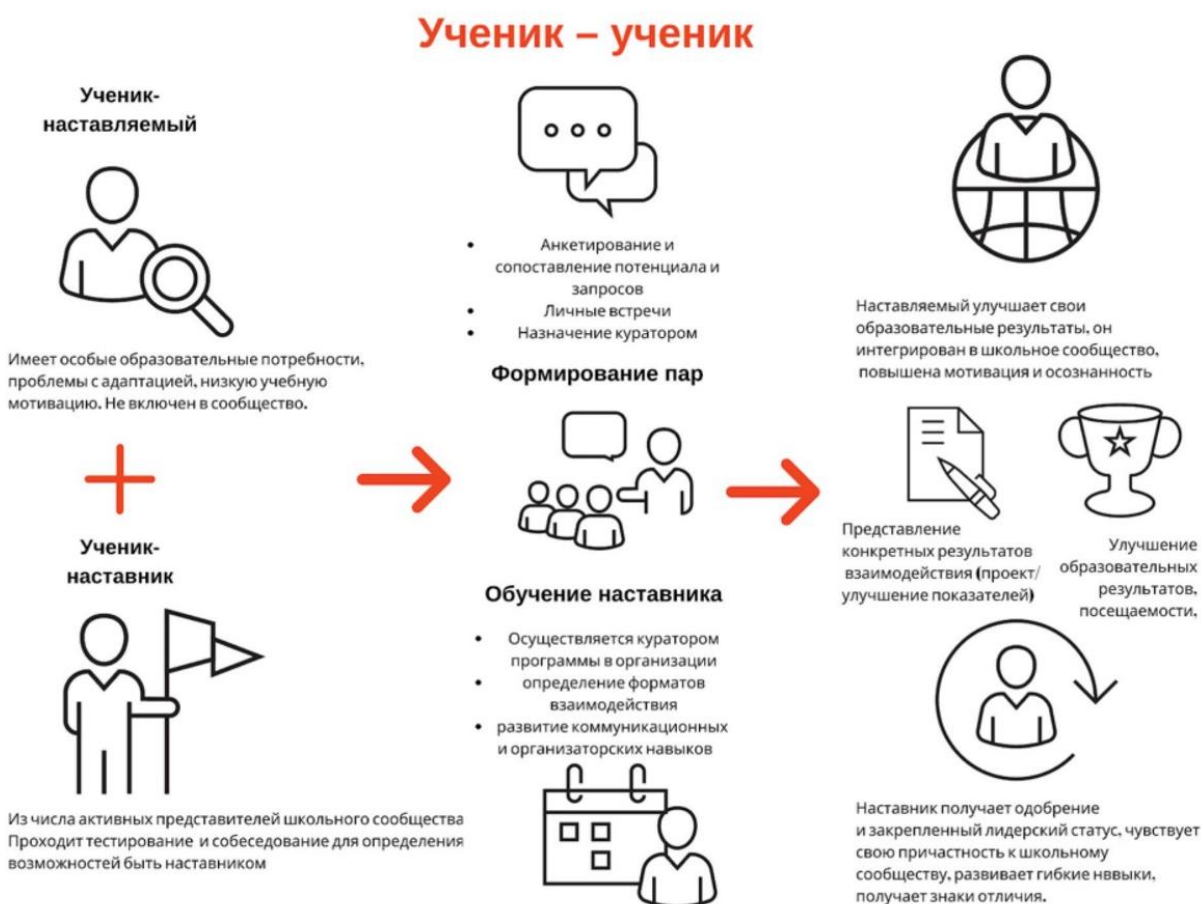 Ученик – ученик
Ученик-
наставляемый
Имеет особые образовательные потребности,
проблемы с адаптацией, низкую учебную
мотивацию. Не включен в сообщество.
Ученик-
наставник
Из числа активных представителей школьного сообщества
Проходит тестирование и собеседование для определения
возможностей быть наставником
• Анкетирование и
сопоставление потенциала и
запросов
• Личные встречи
• Назначение куратором
Формирование пар
Обучение наставника
• Осуществляется куратором
программы в организации
• определение форматов
взаимодействия
• развитие коммуникационных
и организаторских навыков
Наставляемый улучшает свои
образовательные результаты, он
интегрирован в школьное сообщество,
повышена мотивация и осознанность
Представление
конкретных результатов
взаимодействия (проект/
улучшение показателей)
Улучшение
образовательных
результатов,
посещаемости.
Наставник получает одобрение
и закрепленный лидерский статус, чувствует
свою причастность к школьному
сообществу, развивает гибкие нввыки,
получает знаки отличия.